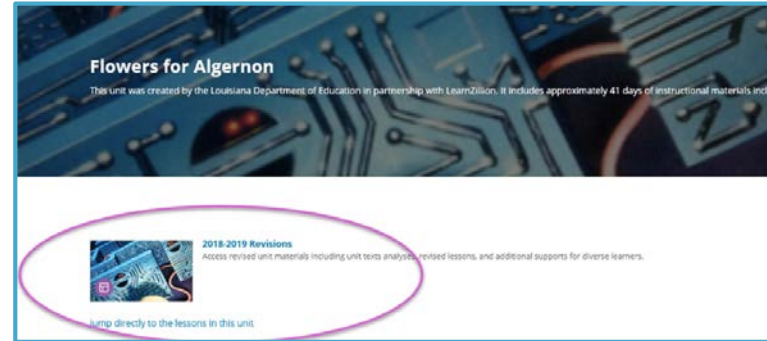 Flowers for Algernon
This unit was created by the Louisiana Department of Education in partnership with LearnZillion. It includes approximately 41 days of instructional materials incl
2018-2019 Revisions
Access revised unit materials including unit texts analyses, revised lessons, and additional supports for diverse learners.
Jump directly to the lessons in this unit